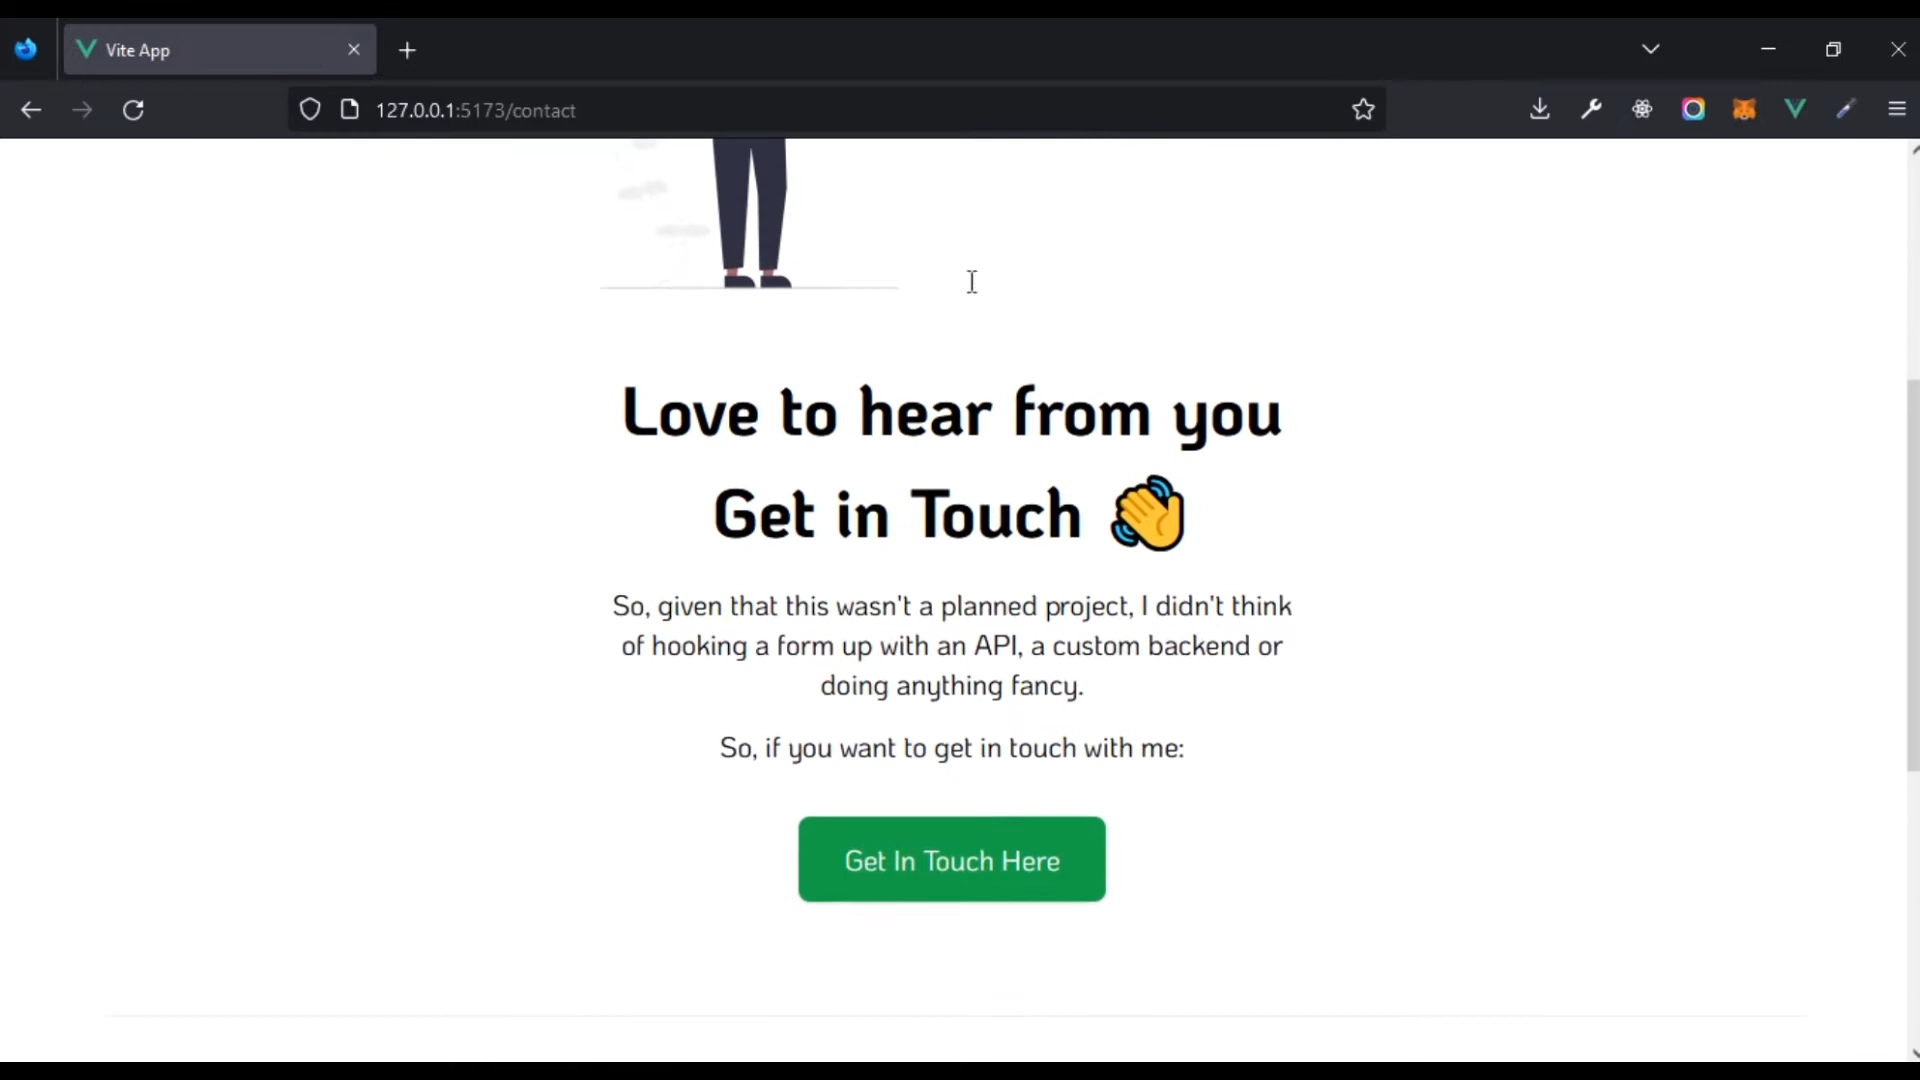 Vite App
127.0.0.1:5173/contact
Love to hear from you
Get in Touch 👋
So, given that this wasn't a planned project, I didn't think
of hooking a form up with an API, a custom backend or
doing anything fancy.
So, if you want to get in touch with me:
Get In Touch Here